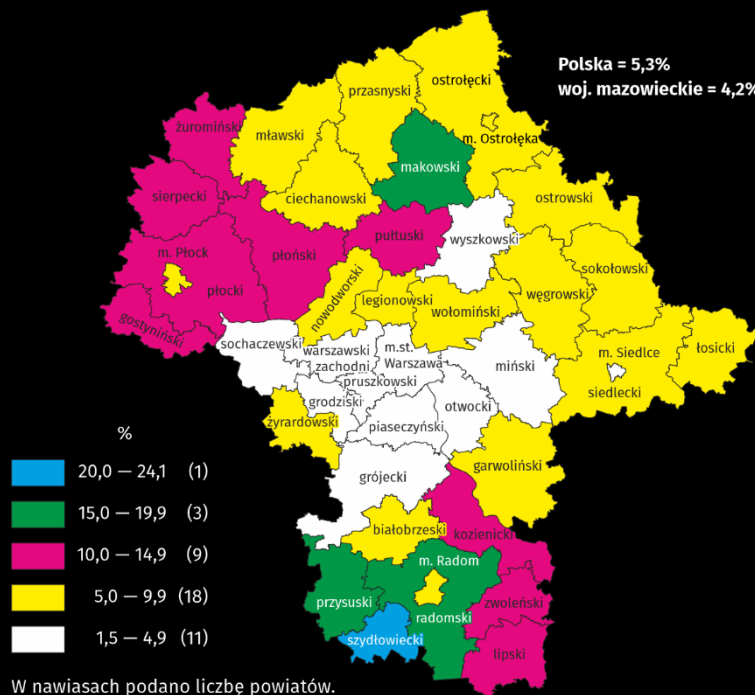 Polska = 5,3%
woj. mazowieckie = 4,2%
ostrołęcki
przasnyski
żuromiński
mławski
m. Ostrołęka
makowski
sierpecki
ciechanowski
ostrowski
pułtuski
wyszkowski
m. Płock
płoński
sokołowski
płocki
nowodworski
legionowski
wołomiński
węgrowski
gostyniński
sochaczewski
warszawski
zachodni
m.st.
Warszawa
miński
m. Siedlce
łosicki
pruszkowski
siedlecki
grodziski
otwocki
żyrardowski
piaseczyński
garwoliński
grójecki
białobrzeski
kozienicki
m. Radom
przysuski
zwoleński
radomski
szydłowiecki
lipski
%
20,0 — 24,1 (1)
15,0 — 19,9 (3)
10,0 — 14,9 (9)
5,0 — 9,9 (18)
1,5 — 4,9 (11)
W nawiasach podano liczbę powiatów.